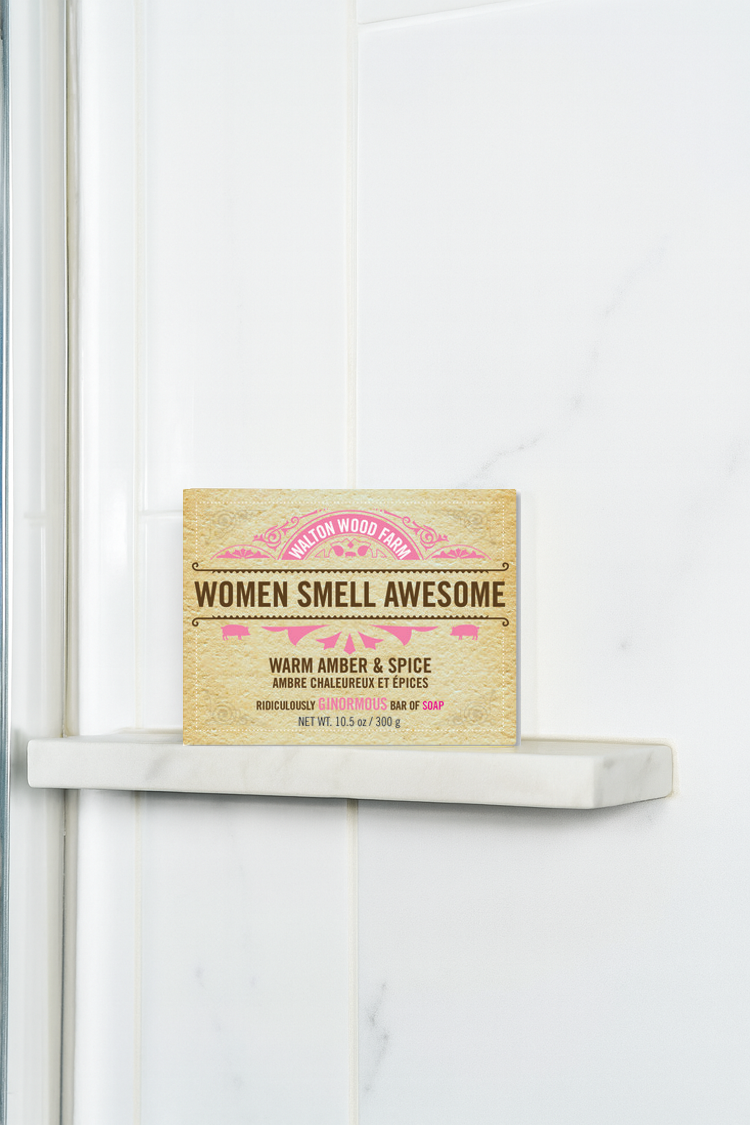 WALTON WOOD FARM
WOMEN SMELL AWESOME
WARM AMBER & SPICE
AMBRE CHALEUREUX ET ÉPICES
RIDICULOUSLY GINORMOUS BAR OF SOAP
NET WT. 10.5 oz / 300 g